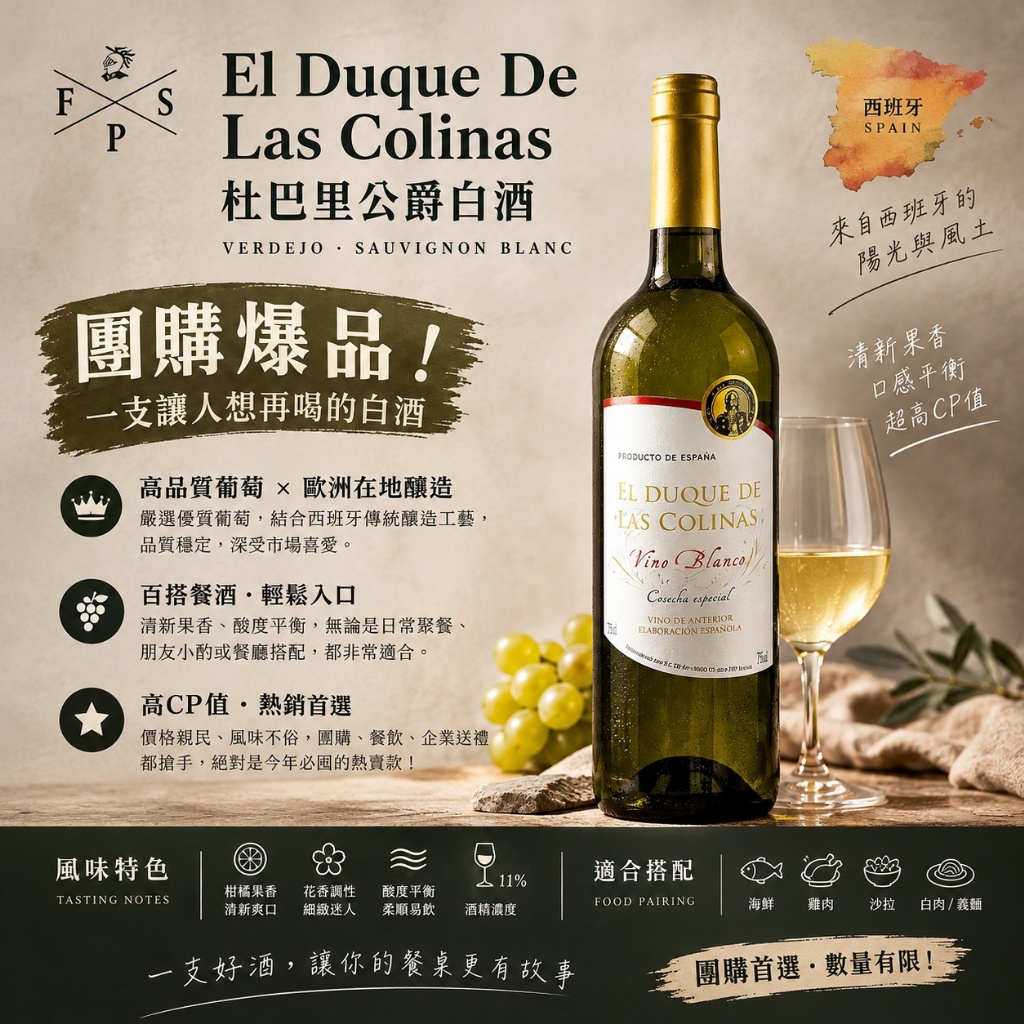 F S
P
El Duque De
Las Colinas
杜巴里公爵白酒
VERDEJO · SAUVIGNON BLANC
西班牙
SPAIN
來自西班牙的
陽光與風土
清新果香
口感平衡
超高CP值
團購爆品！
一支讓人想再喝的白酒
高品質葡萄 × 歐洲在地釀造
嚴選優質葡萄，結合西班牙傳統釀造工藝，
品質穩定，深受市場喜愛。
百搭餐酒・輕鬆入口
清新果香、酸度平衡，無論是日常聚餐、
朋友小酌或餐廳搭配，都非常適合。
高CP值・熱銷首選
價格親民、風味不俗，團購、餐飲、企業送禮
都搶手，絕對是今年必囤的熱賣款！
PRODUCTO DE ESPAÑA
EL DUQUE DE
LAS COLINAS
Vino Blanco
Cosecha especial
VINO DE ANTERIOR
ELABORACIÓN ESPAÑOLA
75cl
75cl
風味特色
TASTING NOTES
柑橘果香
清新爽口
花香調性
細緻迷人
酸度平衡
柔順易飲
11%
酒精濃度
適合搭配
FOOD PAIRING
海鮮
雞肉
沙拉
白肉 / 義麵
一支好酒，讓你的餐桌更有故事
團購首選・數量有限！